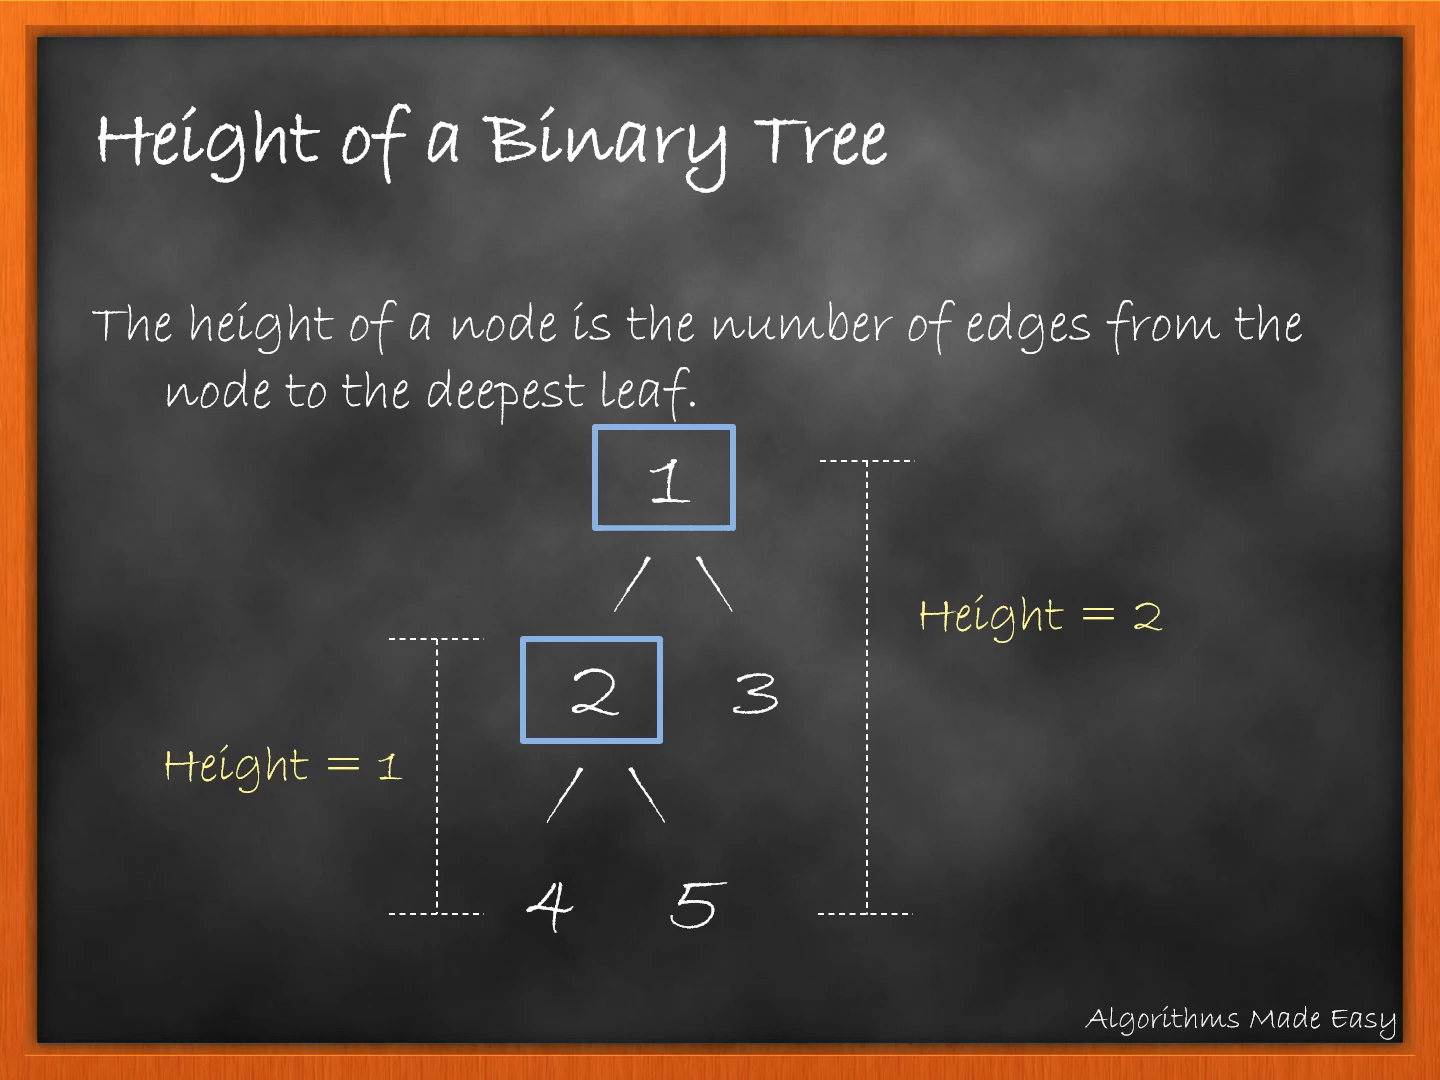 Height of a Binary Tree
The height of a node is the number of edges from the
node to the deepest leaf.
1
Height = 2
2 3
Height = 1
4 5
Algorithms Made Easy